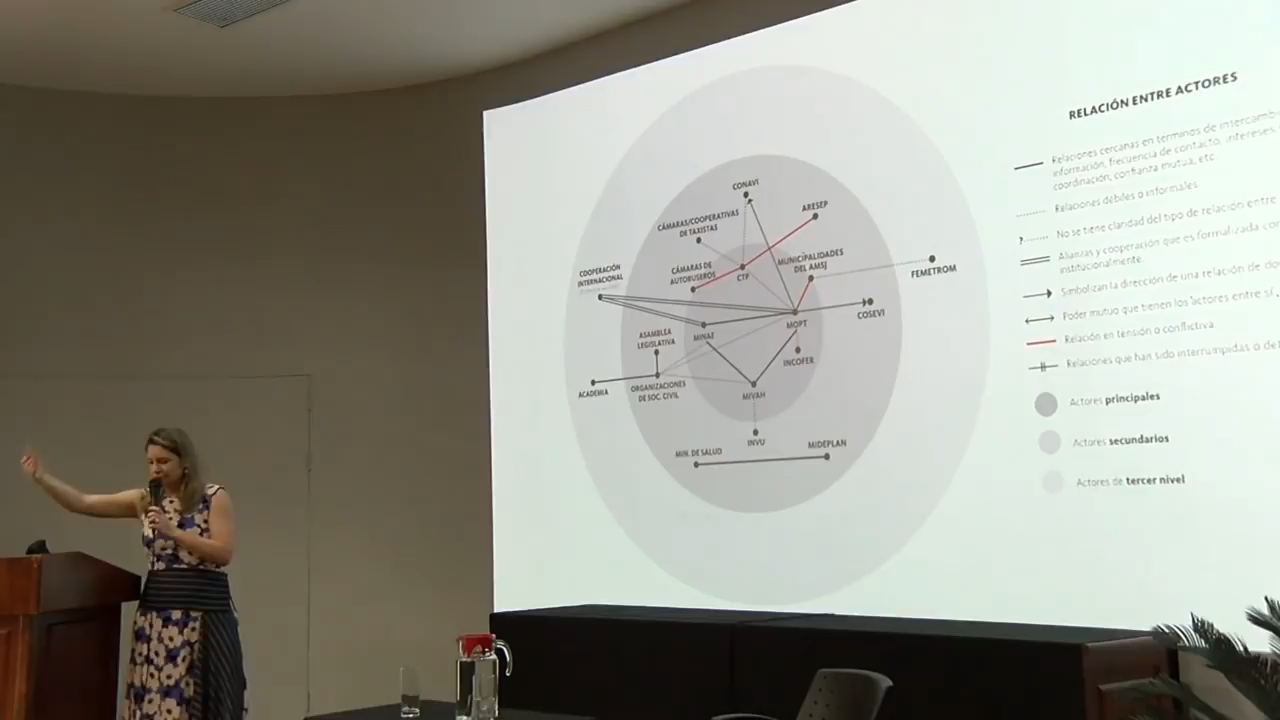 RELACIÓN ENTRE ACTORES
Relaciones cercanas en términos de intercambi
información, frecuencia de contacto, intereses,
coordinación, confianza mutua, etc.
Relaciones débiles o informales
?
No se tiene claridad del tipo de relación entre
Alianzas y cooperación que es formalizada con
institucionalmente.
Simbolizan la dirección de una relación de do
Poder mutuo que tienen los actores entre sí
Relación en tensión o conflictiva
Relaciones que han sido interrumpidas o de
Actores principales
Actores secundarios
Actores de tercer nivel
CONAVI
ARESEP
CÁMARAS/COOPERATIVAS
DE TAXISTAS
CÁMARAS DE
AUTOBUSEROS
CTP
MUNICIPALIDADES
DEL AMSJ
FEMETROM
COOPERACIÓN
INTERNACIONAL
COSEVI
MOPT
MINAE
ASAMBLEA
LEGISLATIVA
INCOFER
ACADEMIA
ORGANIZACIONES
DE SOC. CIVIL
MIVAH
INVU
MIN. DE SALUD
MIDEPLAN